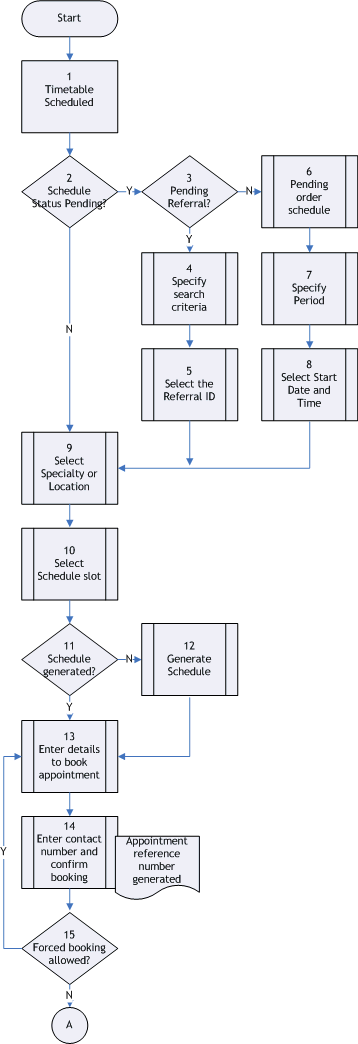 Start
1
Timetable
Scheduled
2
Schedule
Status Pending?
Y
3
Pending
Referral?
N
6
Pending
order
schedule
Y
4
Specify
search
criteria
7
Specify
Period
N
5
Select the
Referral ID
8
Select Start
Date and
Time
9
Select
Specialty or
Location
10
Select
Schedule slot
11
Schedule
generated?
N
12
Generate
Schedule
Y
13
Enter details
to book
appointment
14
Enter contact
number and
confirm
booking
Appointment
reference
number
generated
Y
15
Forced booking
allowed?
N
A